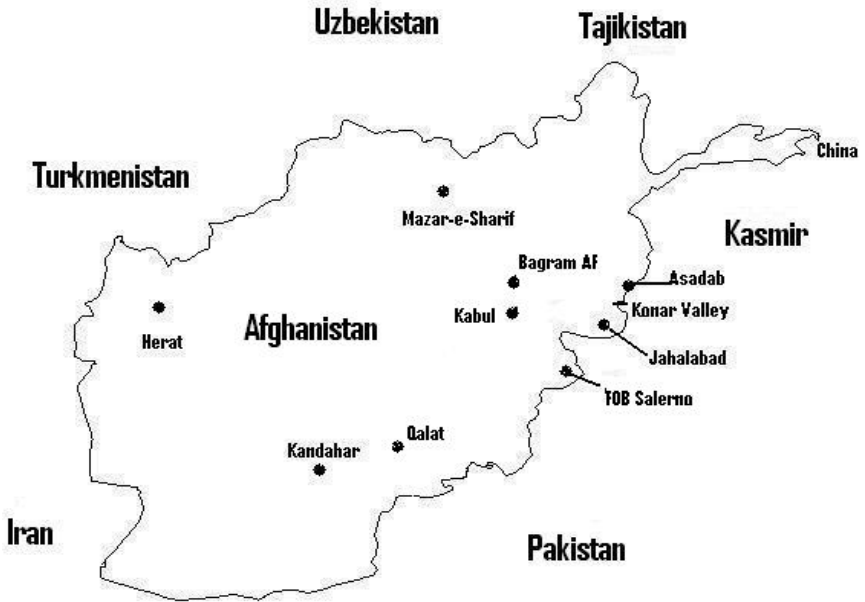 Uzbekistan
Tajikistan
China
Turkmenistan
Mazar-e-Sharif
Kasmir
Bagram AF
Asadab
Konar Valley
Kabul
Afghanistan
Herat
Jahalabad
FOB Salerno
Qalat
Kandahar
Iran
Pakistan